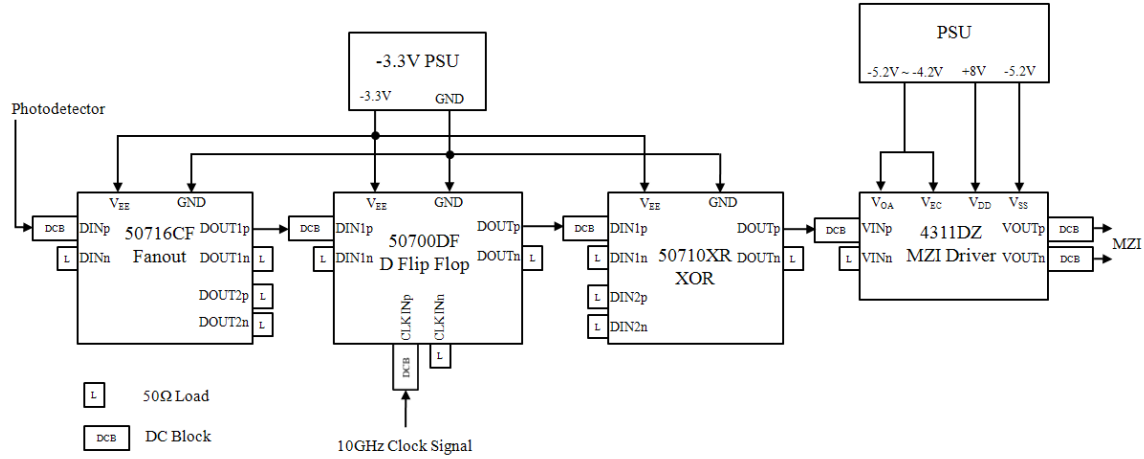 PSU
-5.2V ~ -4.2V +8V -5.2V
-3.3V PSU
-3.3V GND
Photodetector
VEE GND
DCB DINp 50716CF DOUT1p
L DINn Fanout DOUT1n L
DOUT2p L
DOUT2n L
VEE GND
DCB DIN1p 50700DF DOUTp
L DIN1n D Flip Flop DOUTn L
CLKINp CLKINn
DCB L
10GHz Clock Signal
VEE GND
DCB DIN1p DOUTp
L DIN1n 50710XR DOUTn L
XOR
L DIN2p
L DIN2n
VOA VEC VDD VSS
DCB VINp 4311DZ VOUTp DCB
L VINn MZI Driver VOUTn DCB
MZI
L 50Ω Load
DCB DC Block